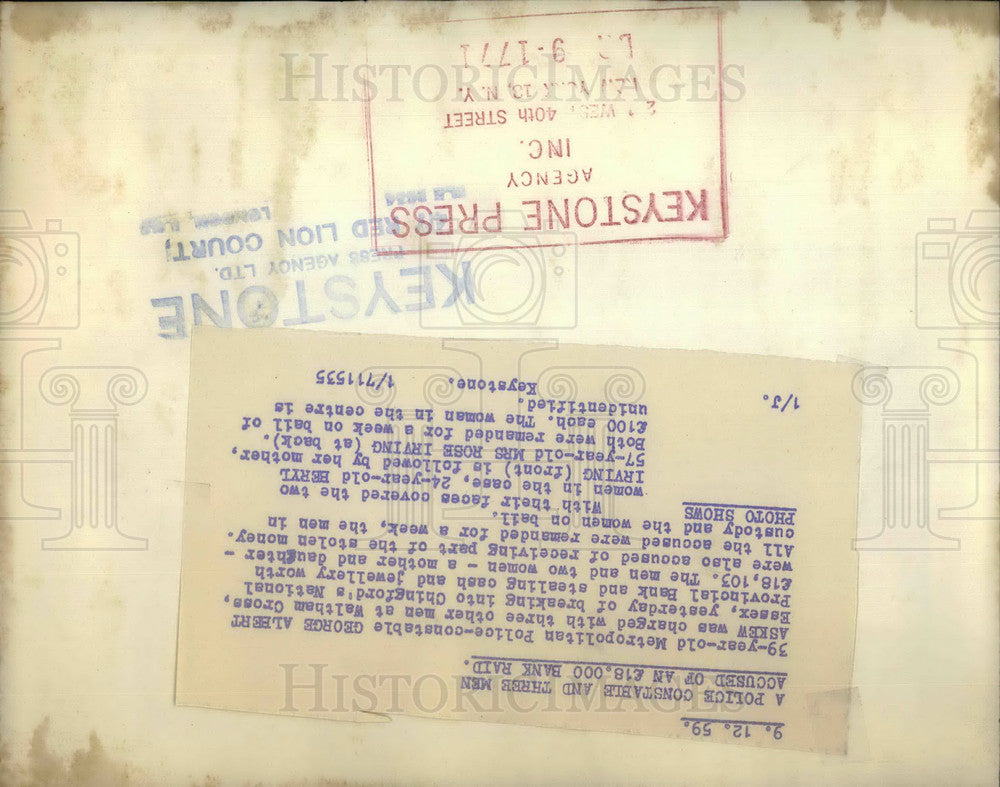 9. 12. 59.
A POLICE CONSTABLE AND THREE MEN
ACCUSED OF AN £18,000 BANK RAID.
39-year-old Metropolitan Police-constable GEORGE ALBERT
ASKEW was charged with three other men at Waltham Cross,
Essex, yesterday of breaking into Chingford's National
Provincial Bank and stealing cash and jewellery worth
£18,103. The men and two women - a mother and daughter -
were also accused of receiving part of the stolen money.
All the accused were remanded for a week, the men in
custody and the women on bail.
PHOTO SHOWS
With their faces covered the two
women in the case, 24-year-old BERYL
IRVING (front) is followed by her mother,
57-year-old MRS ROSE IRVING (at back).
Both were remanded for a week on bail of
£100 each. The woman in the centre is
unidentified.
1/J.
Keystone.
1/711535
KEYSTONE
PRESS AGENCY LTD.
RED LION COURT,
LONDON,
KEYSTONE PRESS
AGENCY
INC.
WEST 40th STREET
N.Y.
9-1771
HISTORIC IMAGES
HISTORIC IMAGES